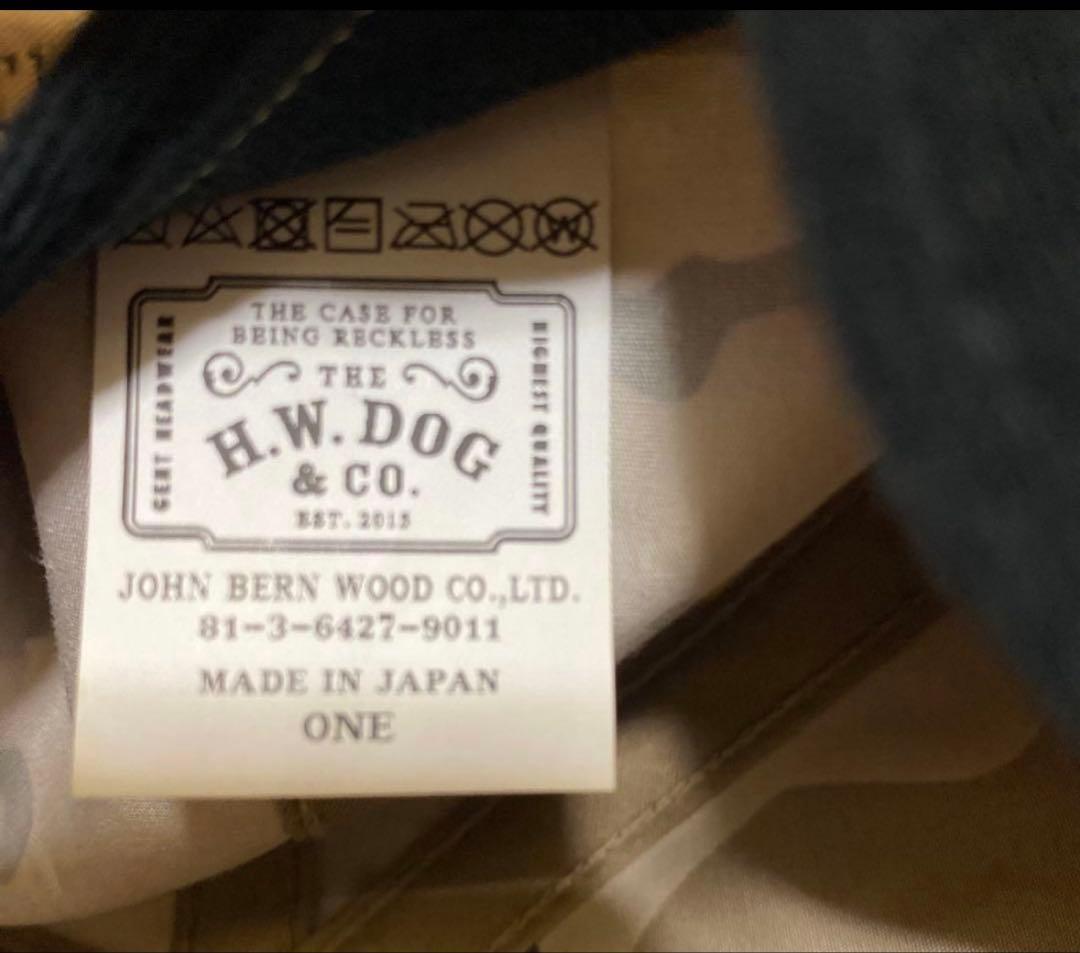 THE CASE FOR
BEING RECKLESS
THE
H.W. DOG
& CO.
EST. 2015
GENT HEADWEAR
HIGHEST QUALITY
JOHN BERN WOOD CO.,LTD.
81-3-6427-9011
MADE IN JAPAN
ONE